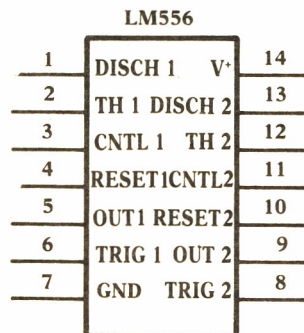 LM556
1 DISCH 1 V+ 14
2 TH 1 DISCH 2 13
3 CNTL 1 TH 2 12
4 RESET1CNTL2 11
5 OUT1 RESET2 10
6 TRIG 1 OUT 2 9
7 GND TRIG 2 8